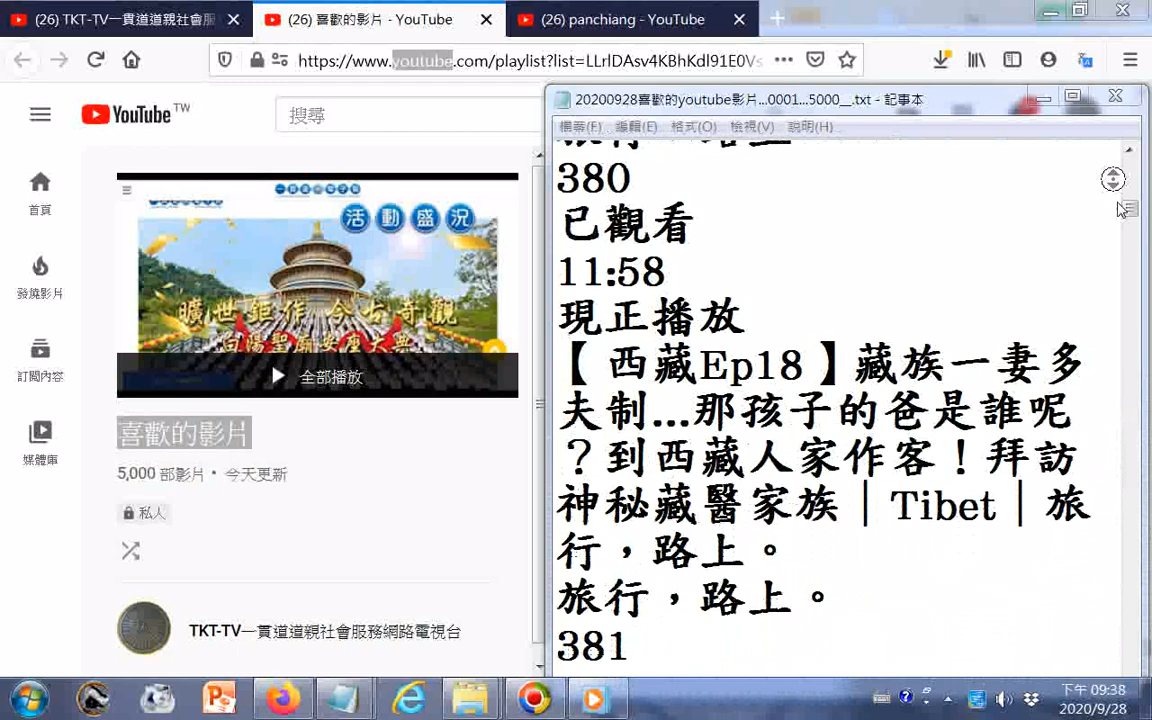 (26) TKT-TV一貫道道親社會服
(26) 喜歡的影片 - YouTube
(26) panchiang - YouTube
https://www.youtube.com/playlist?list=LLrlDAsv4KBhKdl91E0Vs
YouTube TW
搜尋
首頁
發燒影片
訂閱內容
媒體庫
活動盛況
曠世鉅作 今古奇觀
白陽聖廟安座大典
全部播放
喜歡的影片
5,000 部影片 · 今天更新
私人
TKT-TV一貫道道親社會服務網路電視台
20200928喜歡的youtube影片...0001...5000__.txt - 記事本
檔案(F) 編輯(E) 格式(O) 檢視(V) 說明(H)
380
已觀看
11:58
現正播放
【西藏Ep18】藏族一妻多
夫制...那孩子的爸是誰呢
？到西藏人家作客！拜訪
神秘藏醫家族│Tibet│旅
行，路上。
旅行，路上。
381
下午 09:38
2020/9/28